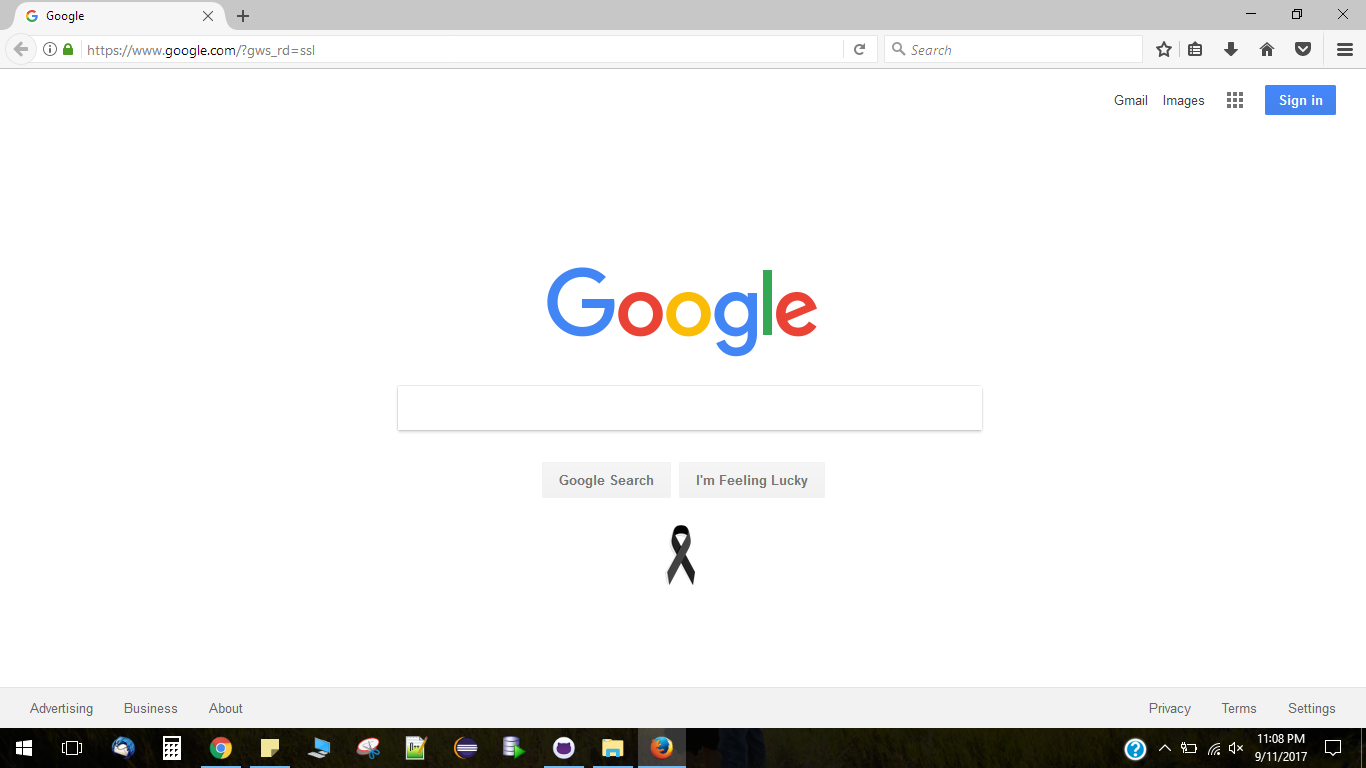 Google
https://www.google.com/?gws_rd=ssl
Search
Gmail Images Sign in
Google
Google Search I'm Feeling Lucky
Advertising Business About Privacy Terms Settings
11:08 PM
9/11/2017